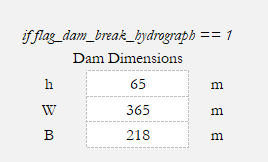 if flag_dam_break_hydrograph == 1
Dam Dimensions
h 65 m
W 365 m
B 218 m